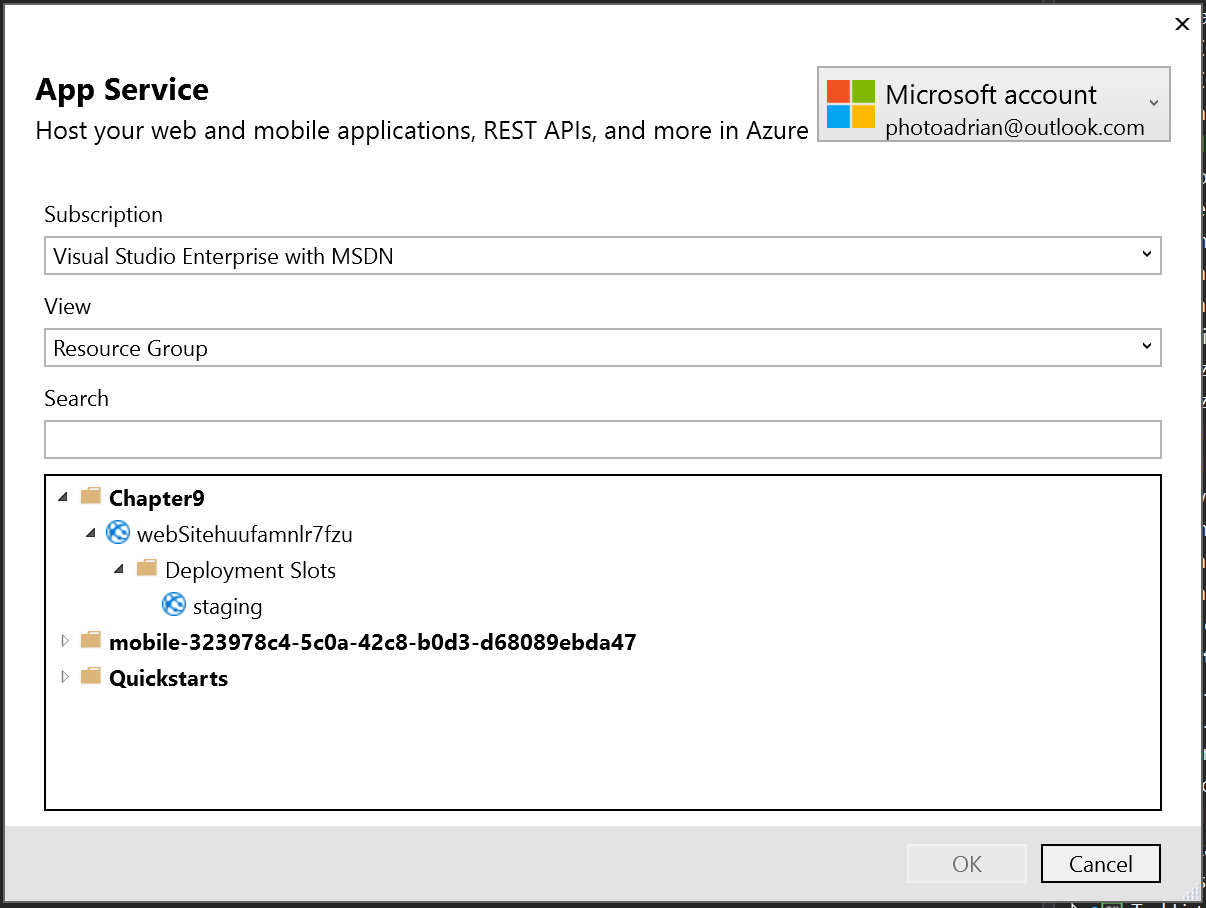 App Service
Host your web and mobile applications, REST APIs, and more in Azure
Microsoft account
photoadrian@outlook.com
Subscription
Visual Studio Enterprise with MSDN
View
Resource Group
Search
Chapter9
webSitehuufamnlr7fzu
Deployment Slots
staging
mobile-323978c4-5c0a-42c8-b0d3-d68089ebda47
Quickstarts
OK
Cancel